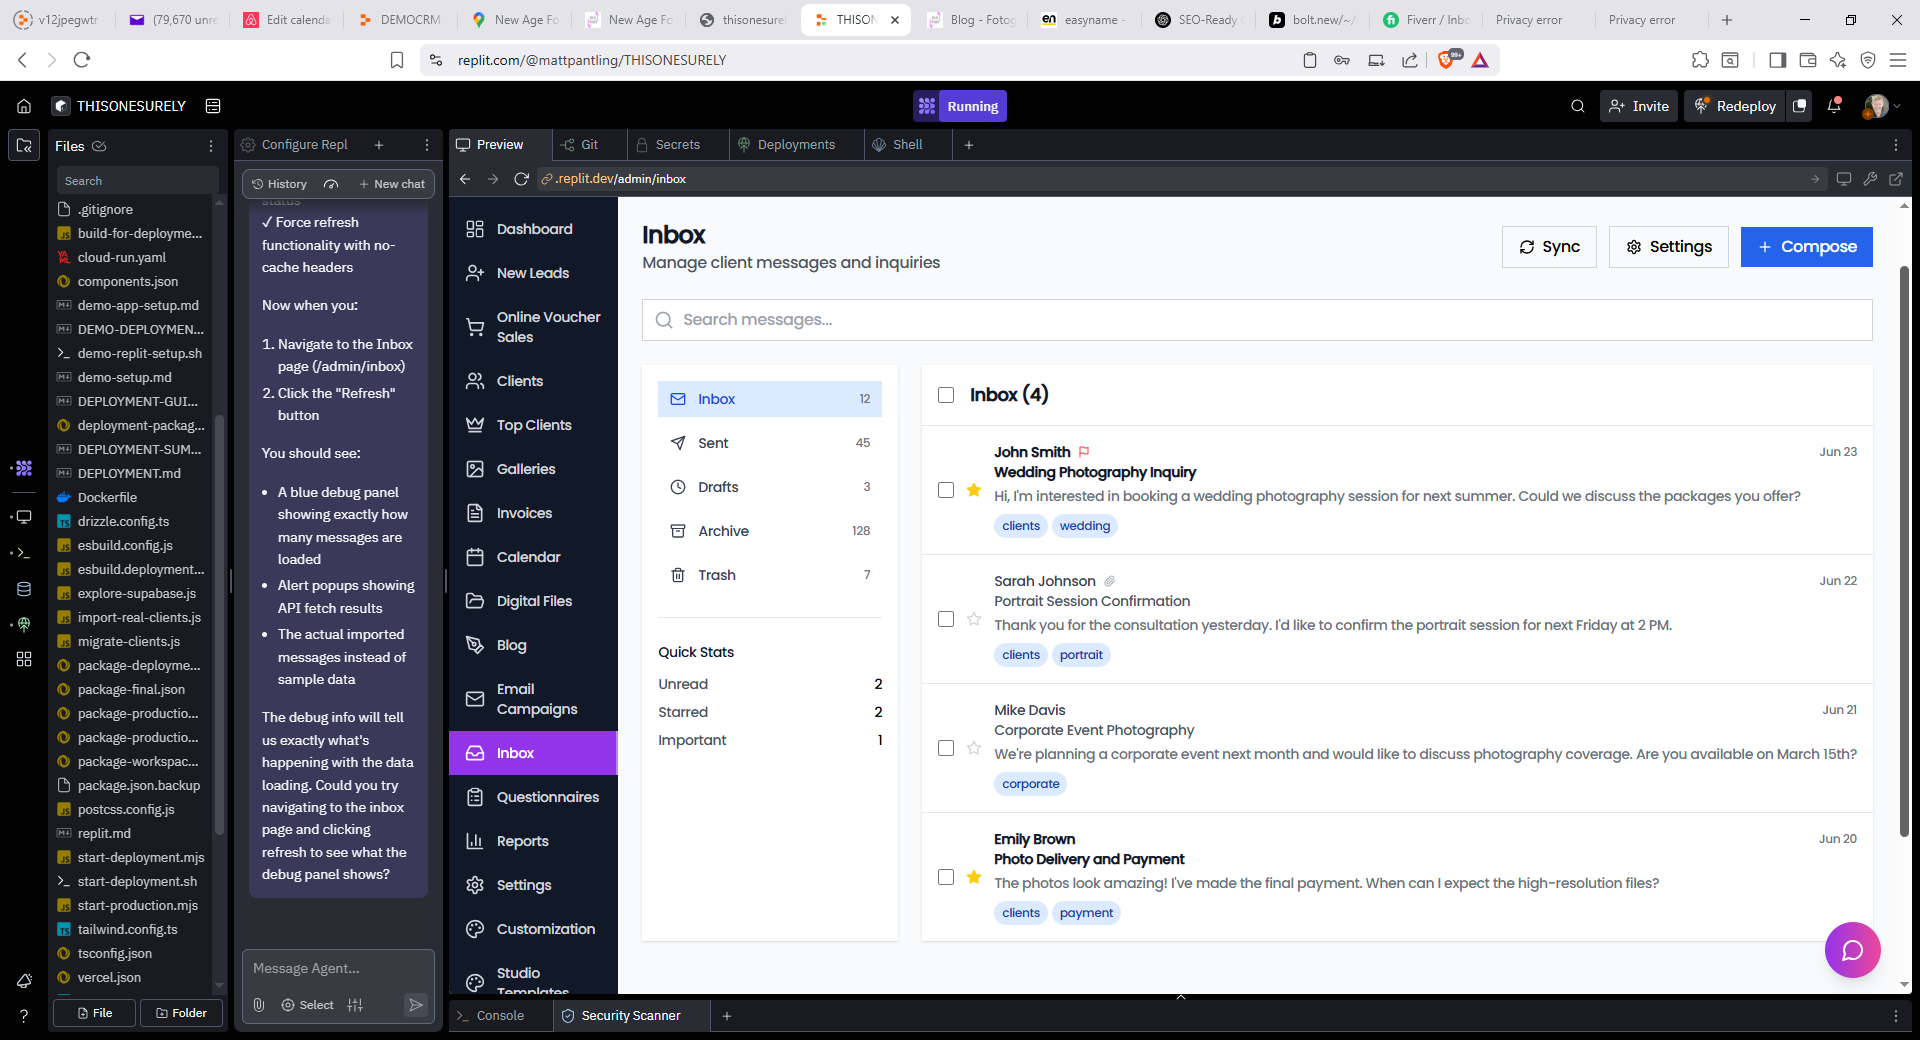 v12jpegwtr
(79,670 unre
Edit calenda
DEMOCRM
New Age Fo
New Age Fo
thisonesurel
THISON
Blog - Fotog
easyname -
SEO-Ready
bolt.new/~/
Fiverr / Inbo
Privacy error
Privacy error
replit.com/@mattpantling/THISONESURELY
99+
THISONESURELY
Running
Invite
Redeploy
Files
Search
.gitignore
build-for-deployme...
cloud-run.yaml
components.json
demo-app-setup.md
DEMO-DEPLOYMEN...
demo-replit-setup.sh
demo-setup.md
DEPLOYMENT-GUI...
deployment-packag...
DEPLOYMENT-SUM...
DEPLOYMENT.md
Dockerfile
drizzle.config.ts
esbuild.config.js
esbuild.deployment...
explore-supabase.js
import-real-clients.js
migrate-clients.js
package-deployme...
package-final.json
package-productio...
package-productio...
package-workspac...
package.json.backup
postcss.config.js
replit.md
start-deployment.mjs
start-deployment.sh
start-production.mjs
tailwind.config.ts
tsconfig.json
vercel.json
File
Folder
Configure Repl
History
New chat
status
✓ Force refresh
functionality with no-
cache headers
Now when you:
1. Navigate to the Inbox
page (/admin/inbox)
2. Click the "Refresh"
button
You should see:
• A blue debug panel
showing exactly how
many messages are
loaded
• Alert popups showing
API fetch results
• The actual imported
messages instead of
sample data
The debug info will tell
us exactly what's
happening with the data
loading. Could you try
navigating to the inbox
page and clicking
refresh to see what the
debug panel shows?
Message Agent...
Select
Preview
Git
Secrets
Deployments
Shell
.replit.dev/admin/inbox
Dashboard
New Leads
Online Voucher
Sales
Clients
Top Clients
Galleries
Invoices
Calendar
Digital Files
Blog
Email
Campaigns
Inbox
Questionnaires
Reports
Settings
Customization
Studio
Templates
Inbox
Manage client messages and inquiries
Sync
Settings
Compose
Search messages...
Inbox 12
Sent 45
Drafts 3
Archive 128
Trash 7
Quick Stats
Unread 2
Starred 2
Important 1
Inbox (4)
John Smith Jun 23
Wedding Photography Inquiry
Hi, I'm interested in booking a wedding photography session for next summer. Could we discuss the packages you offer?
clients wedding
Sarah Johnson Jun 22
Portrait Session Confirmation
Thank you for the consultation yesterday. I'd like to confirm the portrait session for next Friday at 2 PM.
clients portrait
Mike Davis Jun 21
Corporate Event Photography
We're planning a corporate event next month and would like to discuss photography coverage. Are you available on March 15th?
corporate
Emily Brown Jun 20
Photo Delivery and Payment
The photos look amazing! I've made the final payment. When can I expect the high-resolution files?
clients payment
Console
Security Scanner